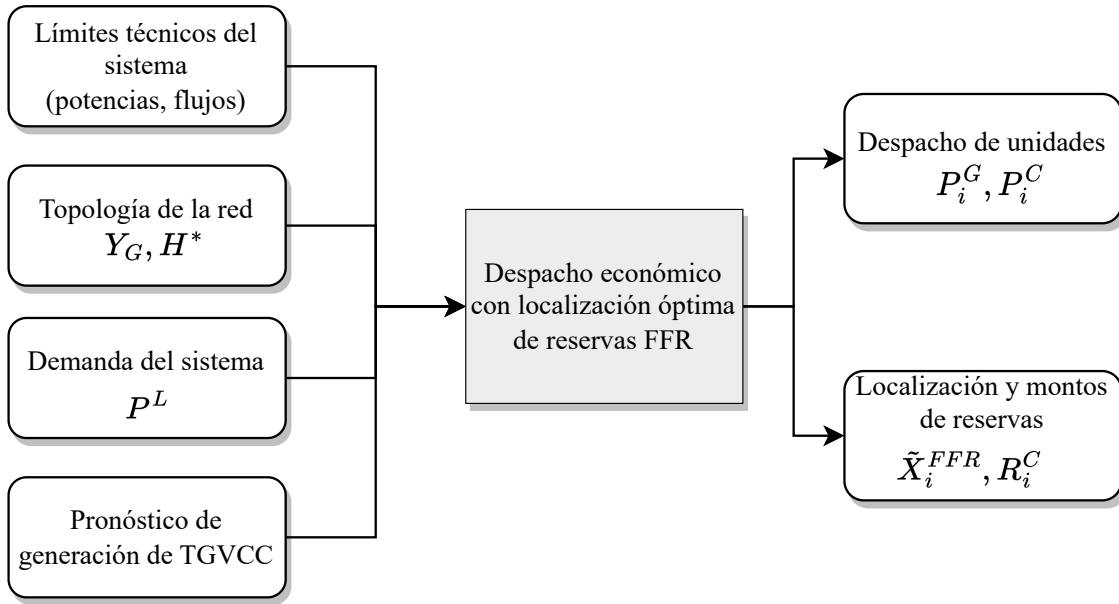 Límites técnicos del
sistema
(potencias, flujos)
Topología de la red
Y_G, H^*
Demanda del sistema
P^L
Pronóstico de
generación de TGVCC
Despacho económico
con localización óptima
de reservas FFR
Despacho de unidades
P_i^G, P_i^C
Localización y montos
de reservas
X̃_i^{FFR}, R_i^C